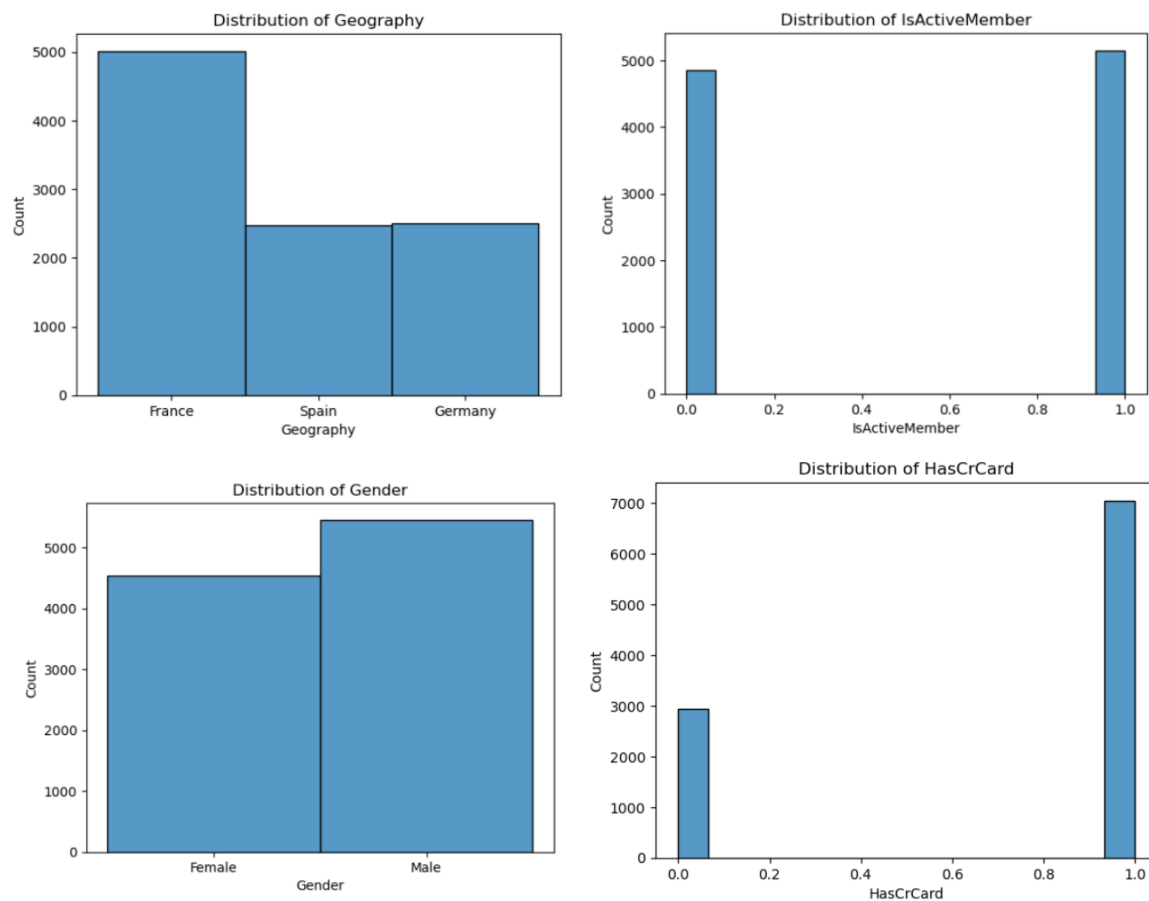 Distribution of Geography
5000
4000
3000
2000
1000
0
Count
France Spain Germany
Geography
Distribution of IsActiveMember
5000
4000
3000
2000
1000
0
Count
0.0 0.2 0.4 0.6 0.8 1.0
IsActiveMember
Distribution of Gender
5000
4000
3000
2000
1000
0
Count
Female Male
Gender
Distribution of HasCrCard
7000
6000
5000
4000
3000
2000
1000
0
Count
0.0 0.2 0.4 0.6 0.8 1.0
HasCrCard